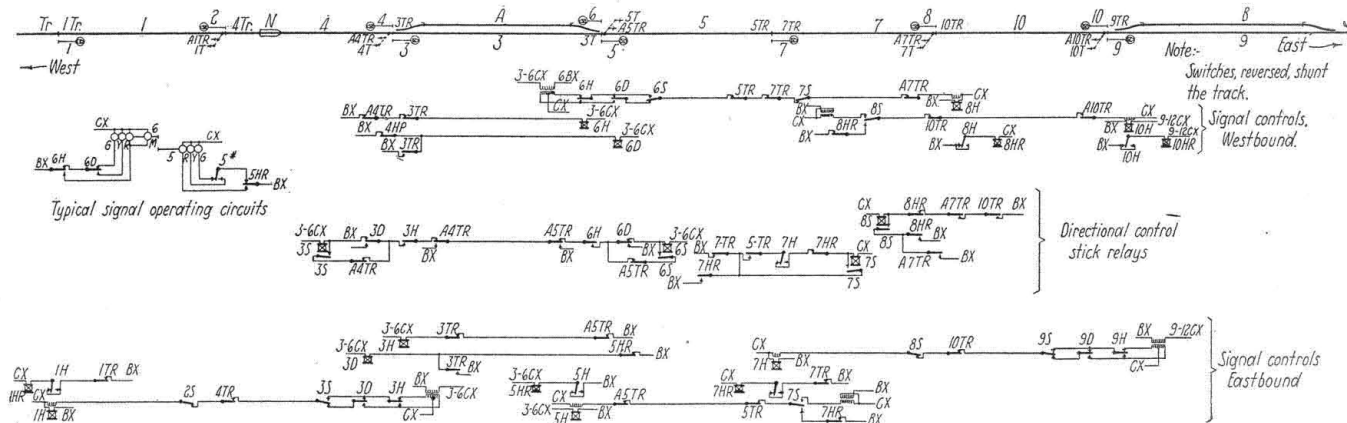 Tr. 1Tr. 1 2 4Tr. N 4 4 3TR A 6 5T A5TR 5 5TR 7TR 7 8 10TR 10 10 9TR B
1 A1TR 1T A4TR 4T 3 3 3T 5 7 A7TR 7T A10TR 10T 9 9
West East
Note:-
Switches, reversed, shunt
the track.
3-6CX 6BX 6H 6D 6S 5TR 7TR 7S A7TR CX
CX 3-6CX BX BX 8H
BX A4TR 3TR 6H CX 8S 10TR A10TR CX 9-12CX
BX 4HP 3-6CX BX 8HR 8H CX BX 10H 9-12CX
BX 3TR 6D BX 8HR BX 10H 10HR
Signal controls,
Westbound.
CX G CX
G Y R M 5 R Y G 5#
BX 6H 6D 5HR BX
Typical signal operating circuits
CX 8HR A7TR 10TR BX
8S 8HR BX
8S A7TR BX
3-6CX BX 3D 3H A4TR A5TR 6H 6D 3-6CX BX 7-TR 5-TR 7H 7HR CX
3S BX BX BX 6S 7HR 7S
3S A4TR A5TR 6S BX 7S
Directional control
stick relays
3-6CX 3TR A5TR BX
3H
3-6CX 5HR BX
3D 3TR BX
CX 8S 10TR 9S 9D 9H BX 9-12CX
7H BX CX
CX 1H 1TR BX
1HR
CX 2S 4TR 3S 3D 3H BX 3-6CX
1H BX CX
3-6CX 5H BX
5HR
CX A5TR 5TR 7S BX CX
3-6CX 5H BX 7HR BX
CX 7TR BX
7HR
Signal controls
Eastbound